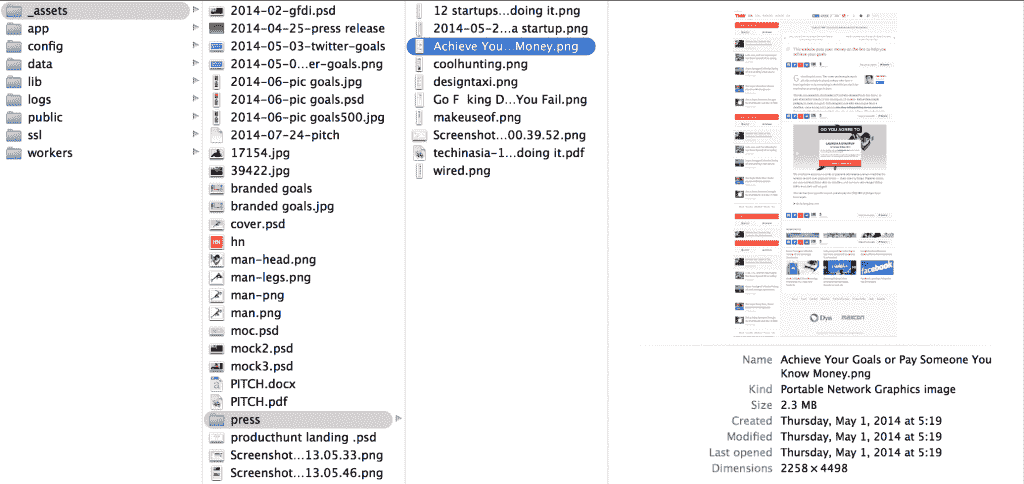 _assets
app
config
data
lib
logs
public
ssl
workers
2014-02-gfdi.psd
2014-04-25-press release
2014-05-03-twitter-goals
2014-05-0...er-goals.png
2014-06-pic goals.jpg
2014-06-pic goals.psd
2014-06-pic goals500.jpg
2014-07-24-pitch
17154.jpg
39422.jpg
branded goals
branded goals.jpg
cover.psd
hn
man-head.png
man-legs.png
man-png
man.png
moc.psd
mock2.psd
mock3.psd
PITCH.docx
PITCH.pdf
press
producthunt landing .psd
Screenshot...13.05.33.png
Screenshot...13.05.46.png
12 startups...doing it.png
2014-05-2...a startup.png
Achieve You...Money.png
coolhunting.png
designtaxi.png
Go F king D...You Fail.png
makeuseof.png
Screenshot...00.39.52.png
techinasia-1...doing it.pdf
wired.png
GO YOU AGREE TO
facebook
Dyn
Name Achieve Your Goals or Pay Someone You
Know Money.png
Kind Portable Network Graphics image
Size 2.3 MB
Created Thursday, May 1, 2014 at 5:19
Modified Thursday, May 1, 2014 at 5:19
Last opened Thursday, May 1, 2014 at 5:19
Dimensions 2258×4498